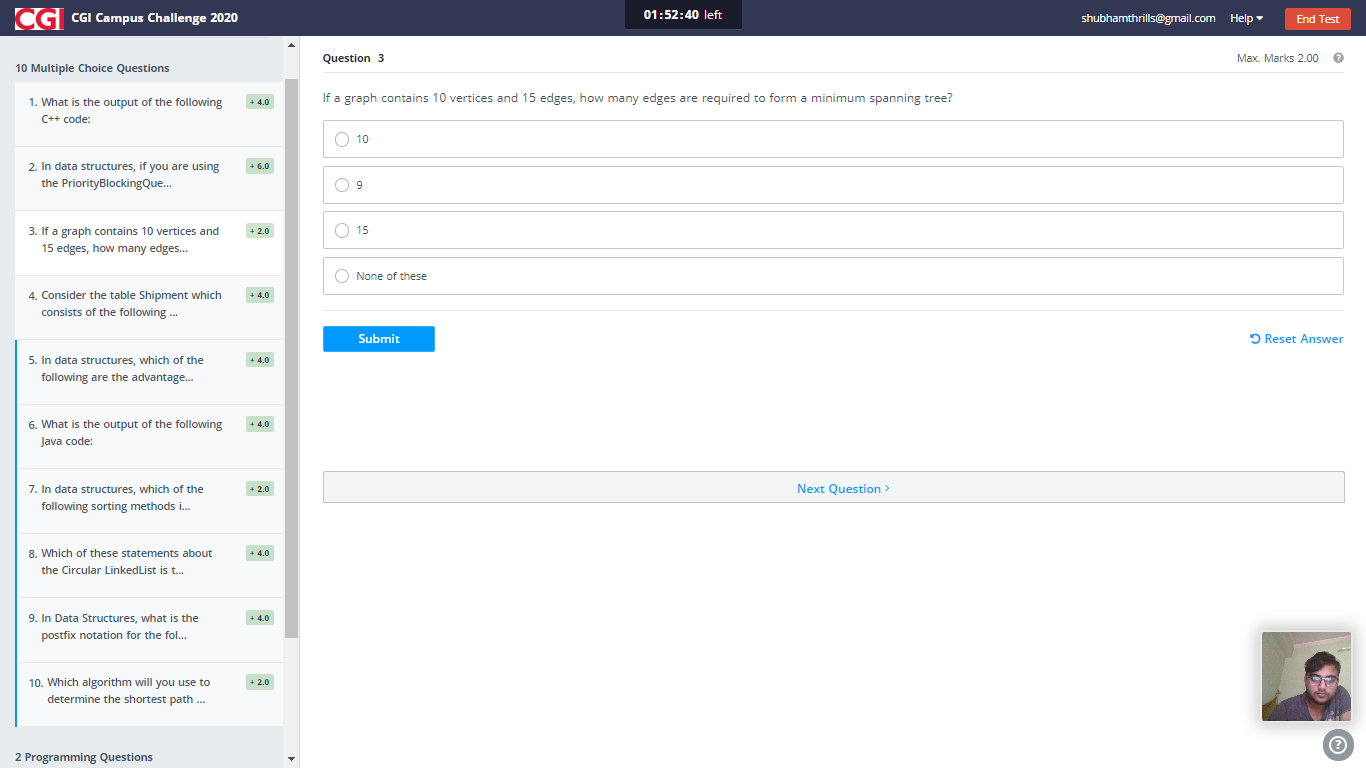 CGI CGI Campus Challenge 2020
01:52:40 left
shubhamthrills@gmail.com Help End Test
10 Multiple Choice Questions
1. What is the output of the following + 4.0
C++ code:
2. In data structures, if you are using + 6.0
the PriorityBlockingQue...
3. If a graph contains 10 vertices and + 2.0
15 edges, how many edges...
4. Consider the table Shipment which + 4.0
consists of the following ...
5. In data structures, which of the + 4.0
following are the advantage...
6. What is the output of the following + 4.0
Java code:
7. In data structures, which of the + 2.0
following sorting methods i...
8. Which of these statements about + 4.0
the Circular LinkedList is t...
9. In Data Structures, what is the + 4.0
postfix notation for the fol...
10. Which algorithm will you use to + 2.0
determine the shortest path ...
2 Programming Questions
Question 3
Max. Marks 2.00 ?
If a graph contains 10 vertices and 15 edges, how many edges are required to form a minimum spanning tree?
10
9
15
None of these
Submit
Reset Answer
Next Question >
?